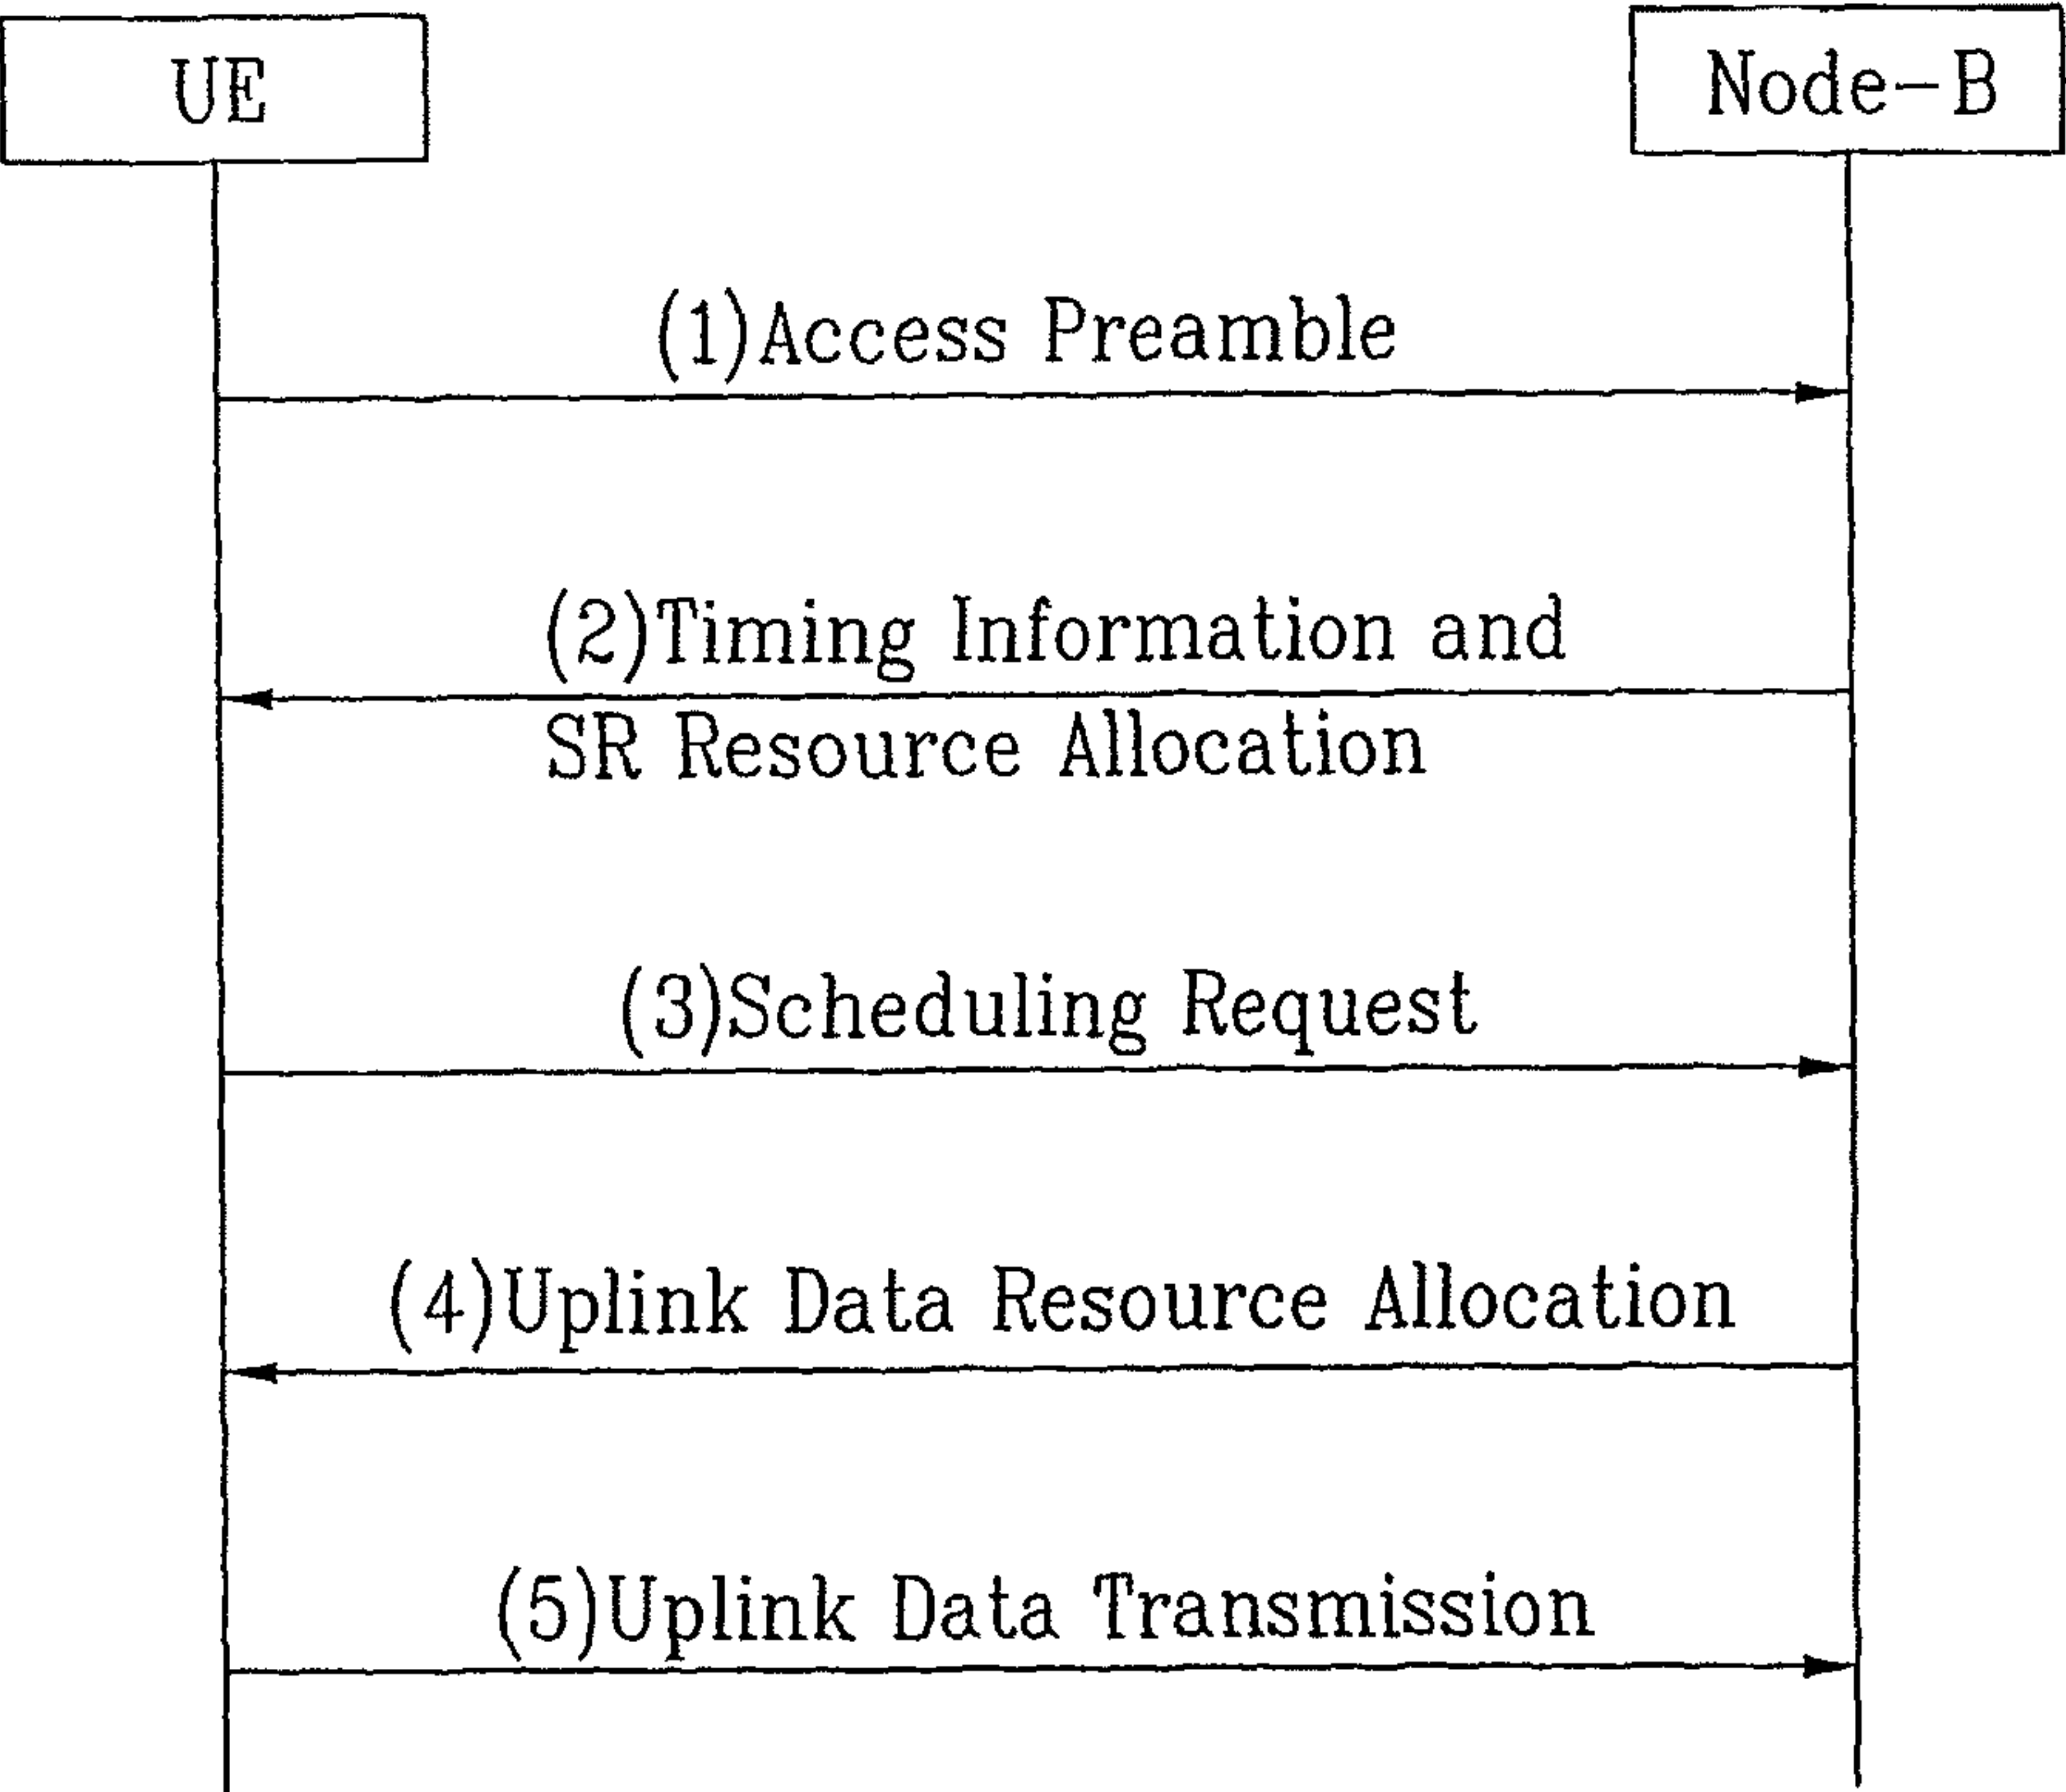 UE
Node-B
(1)Access Preamble
(2)Timing Information and
SR Resource Allocation
(3)Scheduling Request
(4)Uplink Data Resource Allocation
(5)Uplink Data Transmission